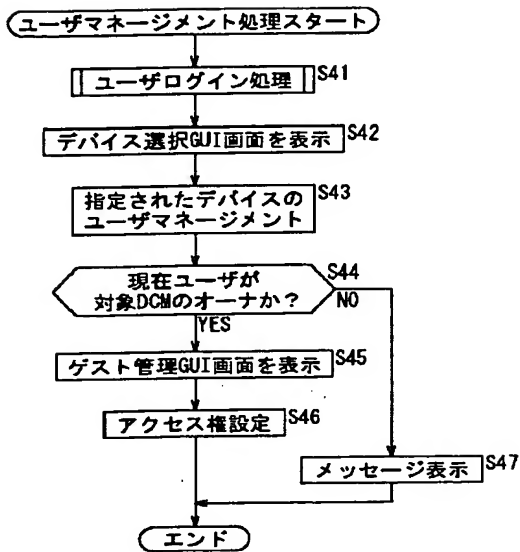 ユーザマネージメント処理スタート
ユーザログイン処理
S41
デバイス選択GUI画面を表示
S42
指定されたデバイスの
ユーザマネージメント
S43
現在ユーザが
対象DCMのオーナか?
S44
NO
YES
ゲスト管理GUI画面を表示
S45
アクセス権設定
S46
メッセージ表示
S47
エンド